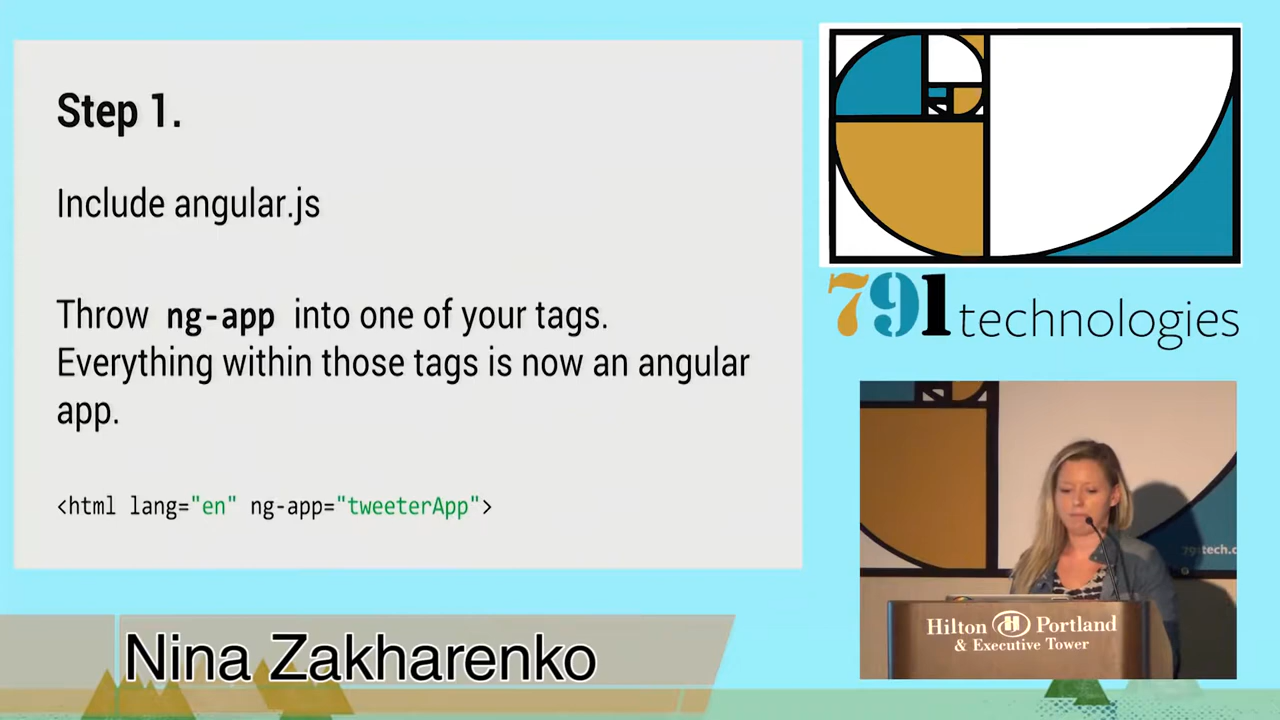 Step 1.
Include angular.js
Throw ng-app into one of your tags.
Everything within those tags is now an angular
app.
<html lang="en" ng-app="tweeterApp">
791 technologies
Hilton Portland
& Executive Tower
Nina Zakharenko